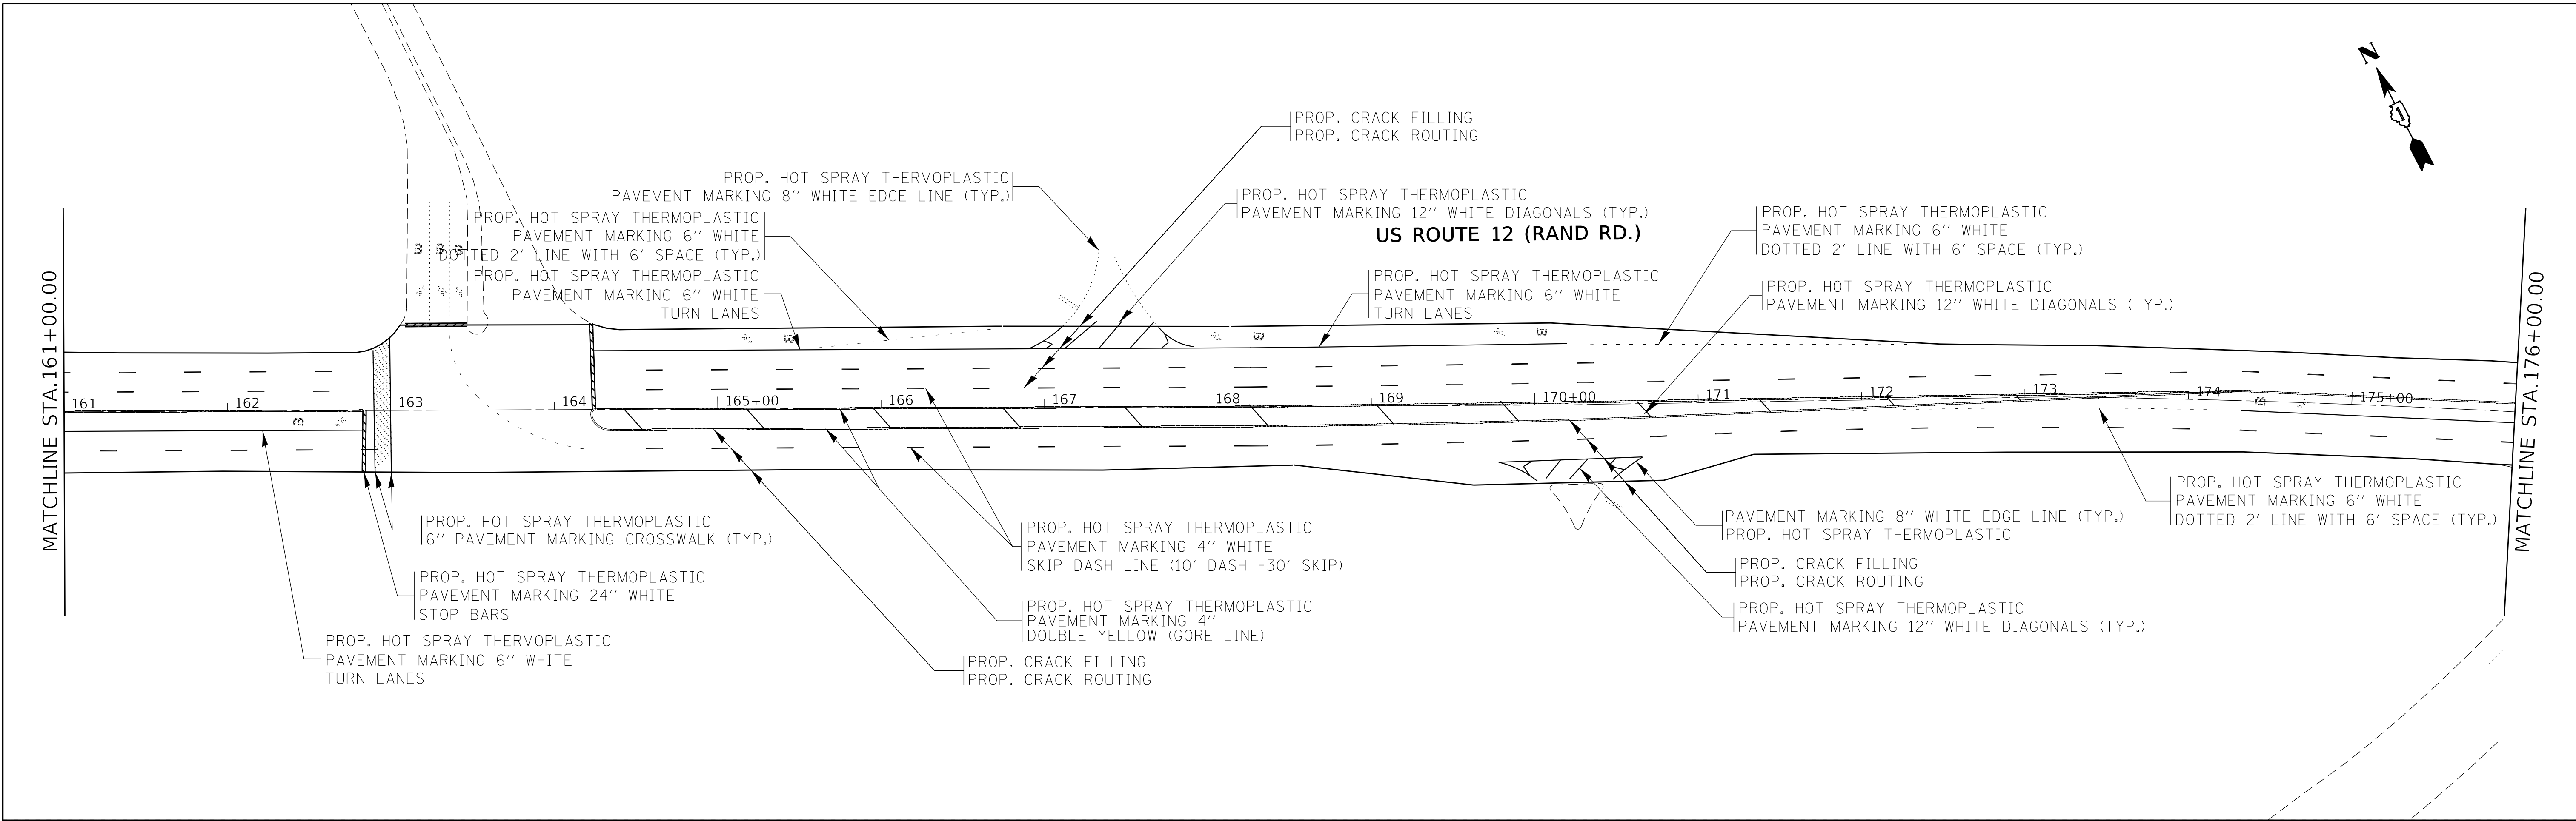 N
1
PROP. CRACK FILLING
PROP. CRACK ROUTING
PROP. HOT SPRAY THERMOPLASTIC
PAVEMENT MARKING 8'' WHITE EDGE LINE (TYP.)
PROP. HOT SPRAY THERMOPLASTIC
PAVEMENT MARKING 12'' WHITE DIAGONALS (TYP.)
US ROUTE 12 (RAND RD.)
PROP. HOT SPRAY THERMOPLASTIC
PAVEMENT MARKING 6'' WHITE
DOTTED 2' LINE WITH 6' SPACE (TYP.)
PROP. HOT SPRAY THERMOPLASTIC
PAVEMENT MARKING 6'' WHITE
TURN LANES
PROP. HOT SPRAY THERMOPLASTIC
PAVEMENT MARKING 6'' WHITE
TURN LANES
PROP. HOT SPRAY THERMOPLASTIC
PAVEMENT MARKING 6'' WHITE
DOTTED 2' LINE WITH 6' SPACE (TYP.)
PROP. HOT SPRAY THERMOPLASTIC
PAVEMENT MARKING 12'' WHITE DIAGONALS (TYP.)
MATCHLINE STA.161+00.00
MATCHLINE STA.176+00.00
161 162 163 164 165+00 166 167 168 169 170+00 171 172 173 174 175+00
PROP. HOT SPRAY THERMOPLASTIC
6'' PAVEMENT MARKING CROSSWALK (TYP.)
PROP. HOT SPRAY THERMOPLASTIC
PAVEMENT MARKING 24'' WHITE
STOP BARS
PROP. HOT SPRAY THERMOPLASTIC
PAVEMENT MARKING 6'' WHITE
TURN LANES
PROP. HOT SPRAY THERMOPLASTIC
PAVEMENT MARKING 4'' WHITE
SKIP DASH LINE (10' DASH -30' SKIP)
PROP. HOT SPRAY THERMOPLASTIC
PAVEMENT MARKING 4''
DOUBLE YELLOW (GORE LINE)
PROP. CRACK FILLING
PROP. CRACK ROUTING
PAVEMENT MARKING 8'' WHITE EDGE LINE (TYP.)
PROP. HOT SPRAY THERMOPLASTIC
PROP. CRACK FILLING
PROP. CRACK ROUTING
PROP. HOT SPRAY THERMOPLASTIC
PAVEMENT MARKING 12'' WHITE DIAGONALS (TYP.)
PROP. HOT SPRAY THERMOPLASTIC
PAVEMENT MARKING 6'' WHITE
DOTTED 2' LINE WITH 6' SPACE (TYP.)